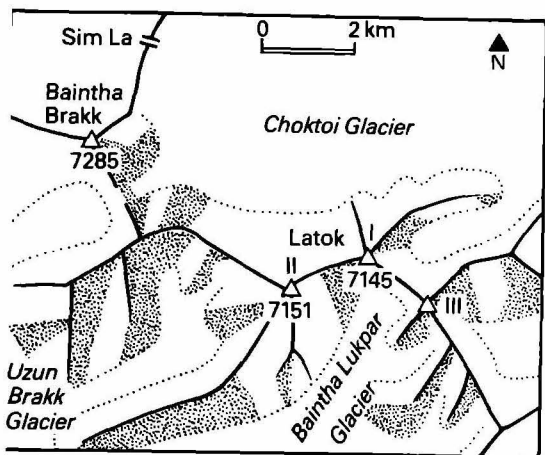 Sim La
0 2 km
N
Baintha
Brakk
7285
Choktoi Glacier
Latok
I
II
7145
7151
III
Uzun
Brakk
Glacier
Baintha Lukpar
Glacier